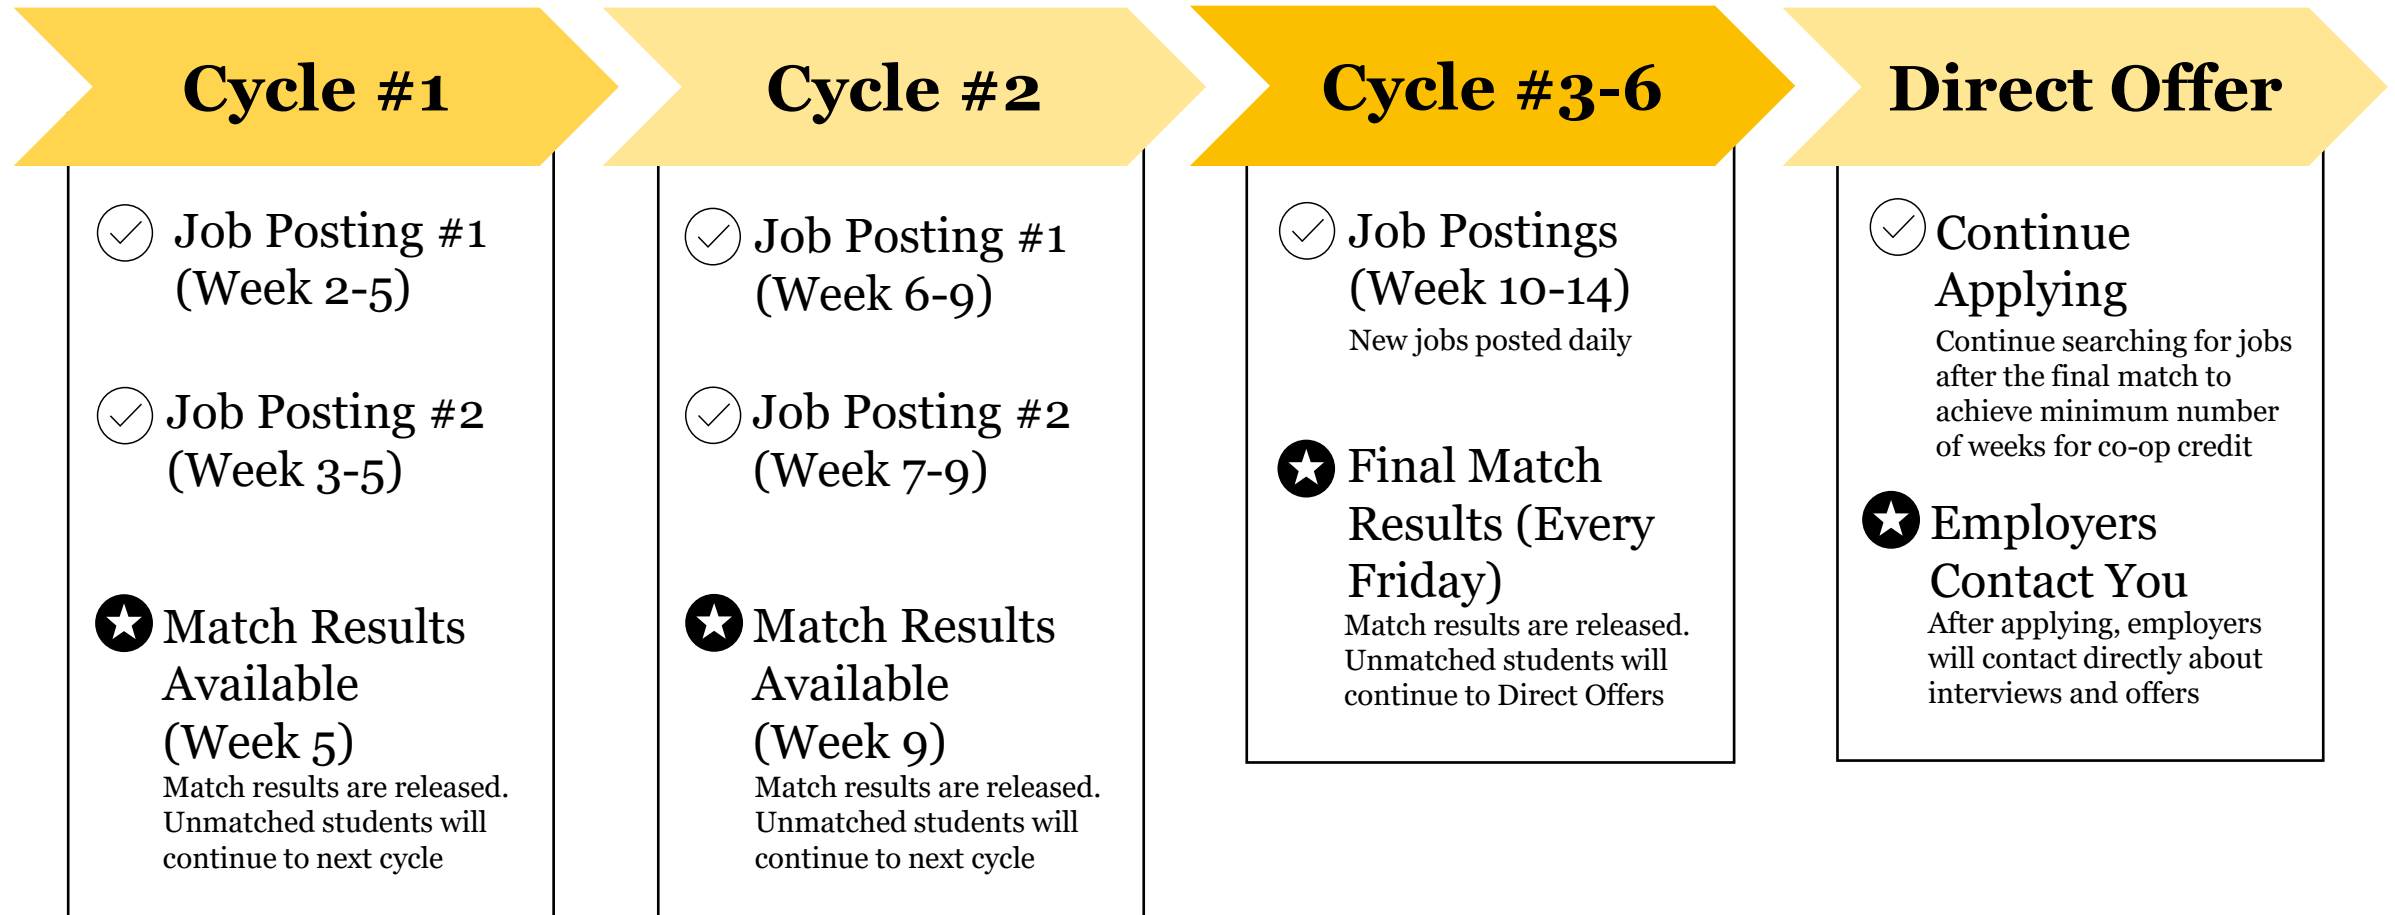 Cycle #1
Job Posting #1
(Week 2-5)
Job Posting #2
(Week 3-5)
Match Results
Available
(Week 5)
Match results are released.
Unmatched students will
continue to next cycle
Cycle #2
Job Posting #1
(Week 6-9)
Job Posting #2
(Week 7-9)
Match Results
Available
(Week 9)
Match results are released.
Unmatched students will
continue to next cycle
Cycle #3-6
Job Postings
(Week 10-14)
New jobs posted daily
Final Match
Results (Every
Friday)
Match results are released.
Unmatched students will
continue to Direct Offers
Direct Offer
Continue
Applying
Continue searching for jobs
after the final match to
achieve minimum number
of weeks for co-op credit
Employers
Contact You
After applying, employers
will contact directly about
interviews and offers